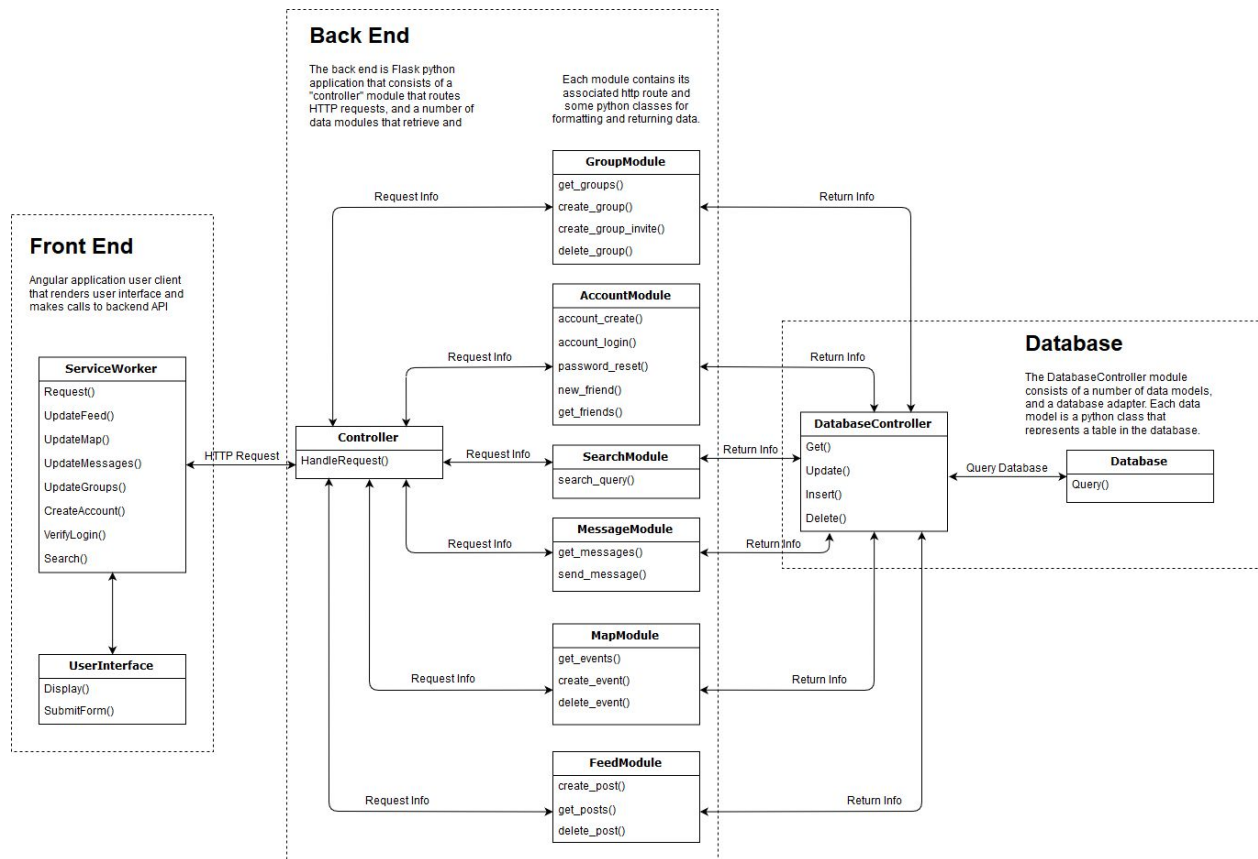 Front End
Angular application user client
that renders user interface and
makes calls to backend API
ServiceWorker
Request()
UpdateFeed()
UpdateMap()
UpdateMessages()
UpdateGroups()
CreateAccount()
VerifyLogin()
Search()
UserInterface
Display()
SubmitForm()
HTTP Request
Back End
The back end is Flask python
application that consists of a
"controller" module that routes
HTTP requests, and a number of
data modules that retrieve and
Each module contains its
associated http route and
some python classes for
formatting and returning data.
Controller
HandleRequest()
Request Info
GroupModule
get_groups()
create_group()
create_group_invite()
delete_group()
Return Info
Request Info
AccountModule
account_create()
account_login()
password_reset()
new_friend()
get_friends()
Return Info
Request Info
SearchModule
search_query()
Return Info
Request Info
MessageModule
get_messages()
send_message()
Return Info
Request Info
MapModule
get_events()
create_event()
delete_event()
Return Info
Request Info
FeedModule
create_post()
get_posts()
delete_post()
Return Info
Database
The DatabaseController module
consists of a number of data models,
and a database adapter. Each data
model is a python class that
represents a table in the database.
DatabaseController
Get()
Update()
Insert()
Delete()
Query Database
Database
Query()